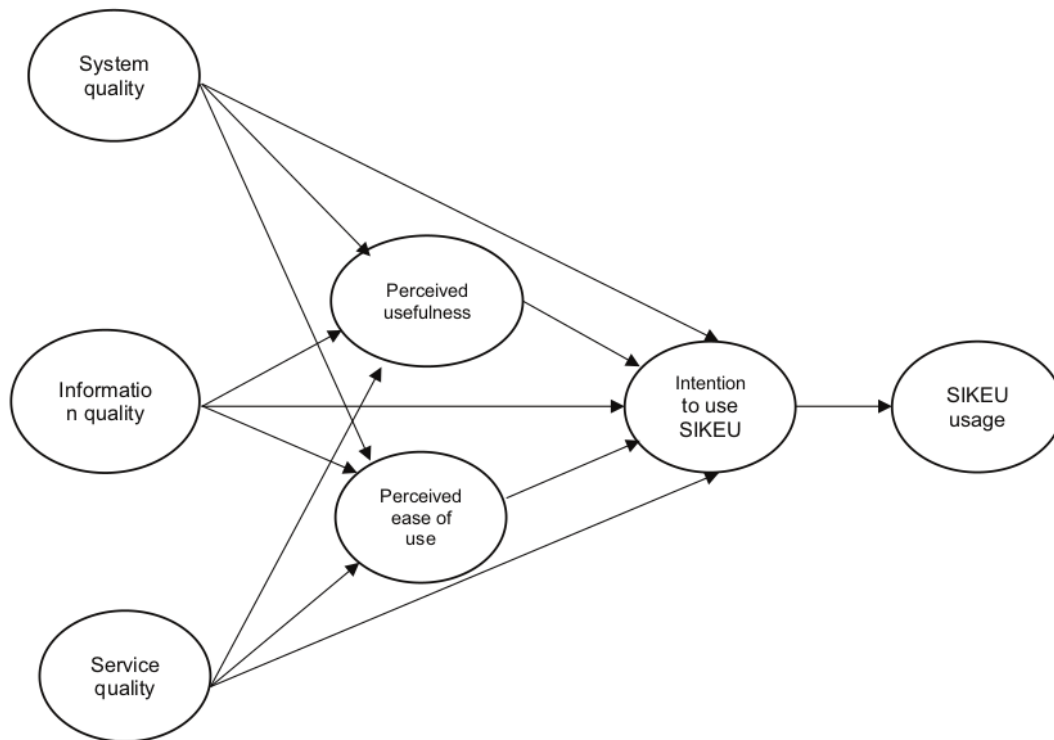 System
quality
Perceived
usefulness
Informatio
n quality
Intention
to use
SIKEU
SIKEU
usage
Perceived
ease of
use
Service
quality